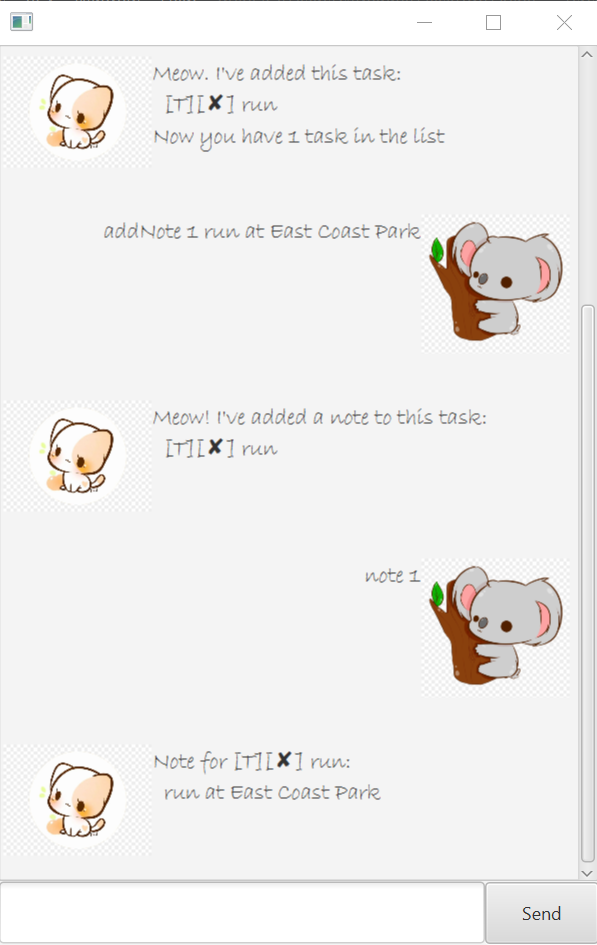 Meow. I've added this task:
[T][✘] run
Now you have 1 task in the list
addNote 1 run at East Coast Park
Meow! I've added a note to this task:
[T][✘] run
note 1
Note for [T][✘] run:
run at East Coast Park
Send